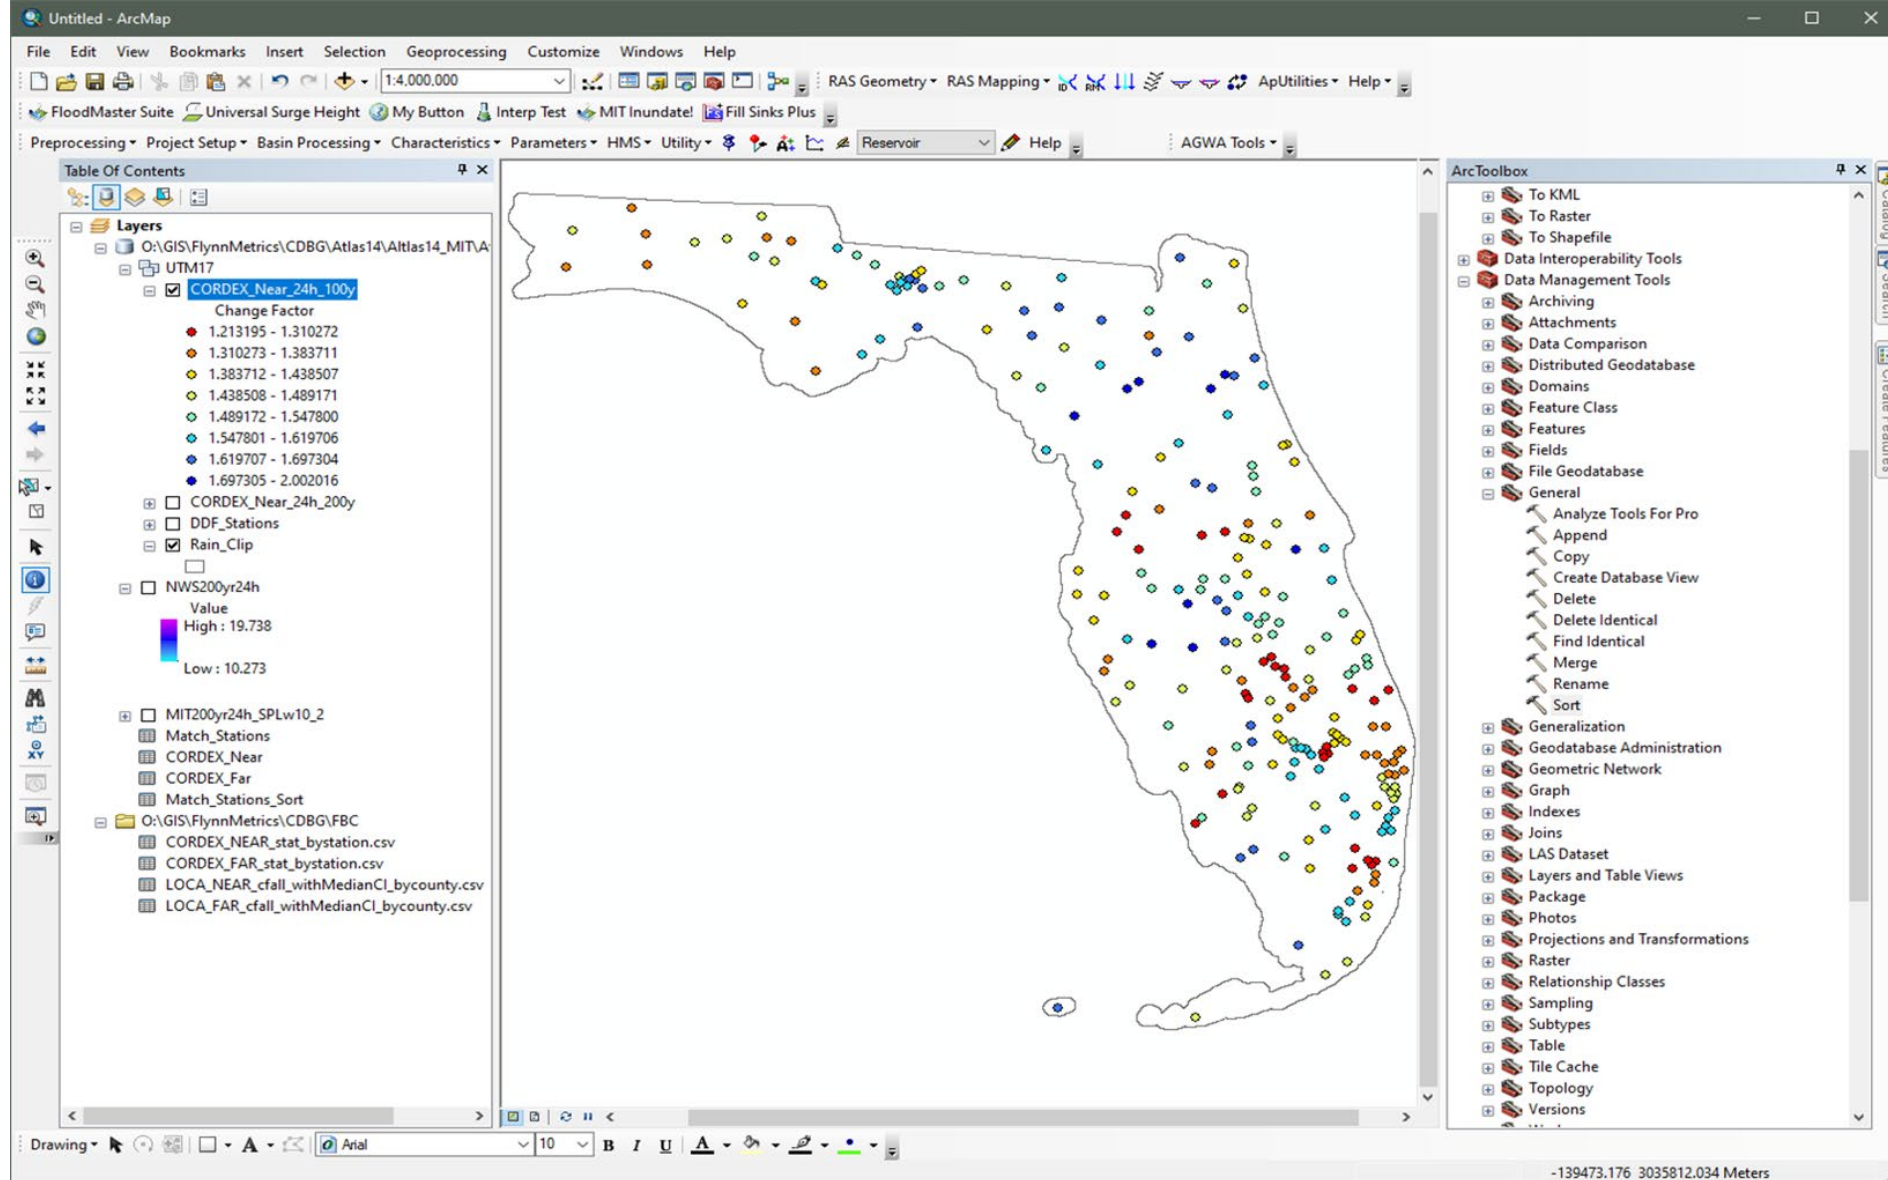 Untitled - ArcMap
File Edit View Bookmarks Insert Selection Geoprocessing Customize Windows Help
1:4,000,000 RAS Geometry RAS Mapping ApUtilities Help
FloodMaster Suite Universal Surge Height My Button Interp Test MIT Inundate! Fill Sinks Plus
Preprocessing Project Setup Basin Processing Characteristics Parameters HMS Utility Reservoir Help AGWA Tools
Table Of Contents
Layers
O:\GIS\FlynnMetrics\CDBG\Atlas14\Altlas14_MIT\A
UTM17
CORDEX_Near_24h_100y
Change Factor
1.213195 - 1.310272
1.310273 - 1.383711
1.383712 - 1.438507
1.438508 - 1.489171
1.489172 - 1.547800
1.547801 - 1.619706
1.619707 - 1.697304
1.697305 - 2.002016
CORDEX_Near_24h_200y
DDF_Stations
Rain_Clip
NWS200yr24h
Value
High : 19.738
Low : 10.273
MIT200yr24h_SPLw10_2
Match_Stations
CORDEX_Near
CORDEX_Far
Match_Stations_Sort
O:\GIS\FlynnMetrics\CDBG\FBC
CORDEX_NEAR_stat_bystation.csv
CORDEX_FAR_stat_bystation.csv
LOCA_NEAR_cfall_withMedianCI_bycounty.csv
LOCA_FAR_cfall_withMedianCI_bycounty.csv
ArcToolbox
To KML
To Raster
To Shapefile
Data Interoperability Tools
Data Management Tools
Archiving
Attachments
Data Comparison
Distributed Geodatabase
Domains
Feature Class
Features
Fields
File Geodatabase
General
Analyze Tools For Pro
Append
Copy
Create Database View
Delete
Delete Identical
Find Identical
Merge
Rename
Sort
Generalization
Geodatabase Administration
Geometric Network
Graph
Indexes
Joins
LAS Dataset
Layers and Table Views
Package
Photos
Projections and Transformations
Raster
Relationship Classes
Sampling
Subtypes
Table
Tile Cache
Topology
Versions
Drawing A Arial 10 B I U A
-139473.176 3035812.034 Meters